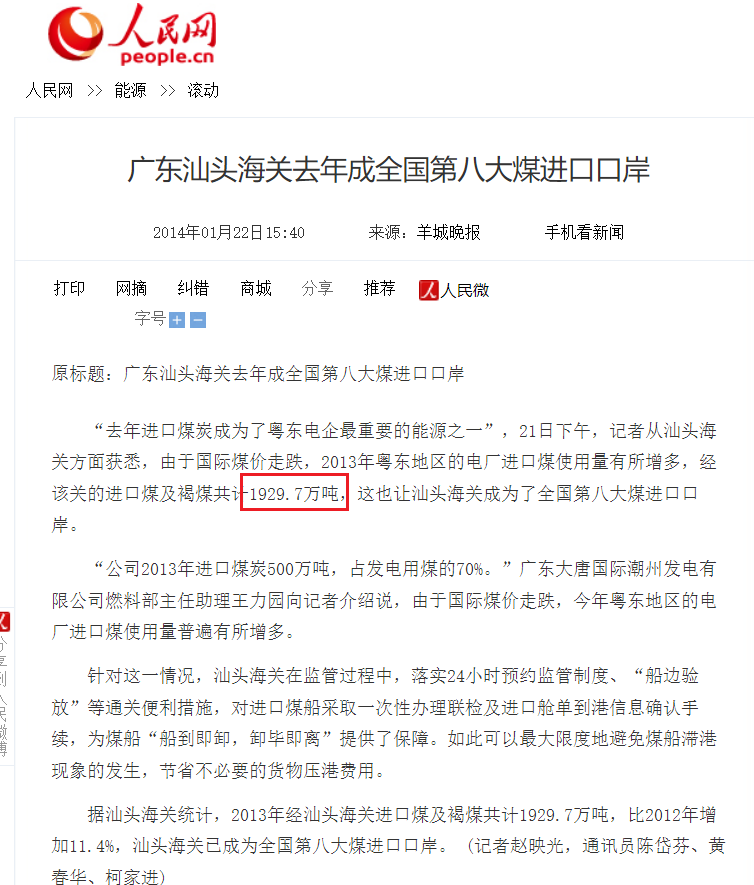 人民网
people.cn
人民网 >> 能源 >> 滚动
广东汕头海关去年成全国第八大煤进口口岸
2014年01月22日15:40 来源：羊城晚报 手机看新闻
打印 网摘 纠错 商城 分享 推荐 人民微
字号
原标题：广东汕头海关去年成全国第八大煤进口口岸
“去年进口煤炭成为了粤东电企最重要的能源之一”，21日下午，记者从汕头海
关方面获悉，由于国际煤价走跌，2013年粤东地区的电厂进口煤使用量有所增多，经
该关的进口煤及褐煤共计1929.7万吨，这也让汕头海关成为了全国第八大煤进口口
岸。
“公司2013年进口煤炭500万吨，占发电用煤的70%。”广东大唐国际潮州发电有
限公司燃料部主任助理王力园向记者介绍说，由于国际煤价走跌，今年粤东地区的电
厂进口煤使用量普遍有所增多。
针对这一情况，汕头海关在监管过程中，落实24小时预约监管制度、“船边验
放”等通关便利措施，对进口煤船采取一次性办理联检及进口舱单到港信息确认手
续，为煤船“船到即卸，卸毕即离”提供了保障。如此可以最大限度地避免煤船滞港
现象的发生，节省不必要的货物压港费用。
据汕头海关统计，2013年经汕头海关进口煤及褐煤共计1929.7万吨，比2012年增
加11.4%，汕头海关已成为全国第八大煤进口口岸。（记者赵映光，通讯员陈岱芬、黄
春华、柯家进）